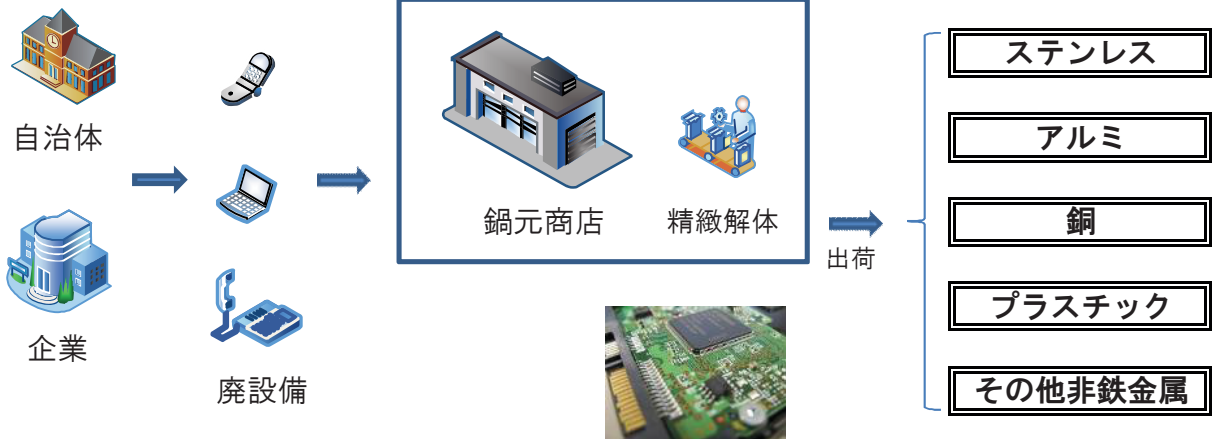 自治体
企業
廃設備
鍋元商店
精緻解体
出荷
ステンレス
アルミ
銅
プラスチック
その他非鉄金属